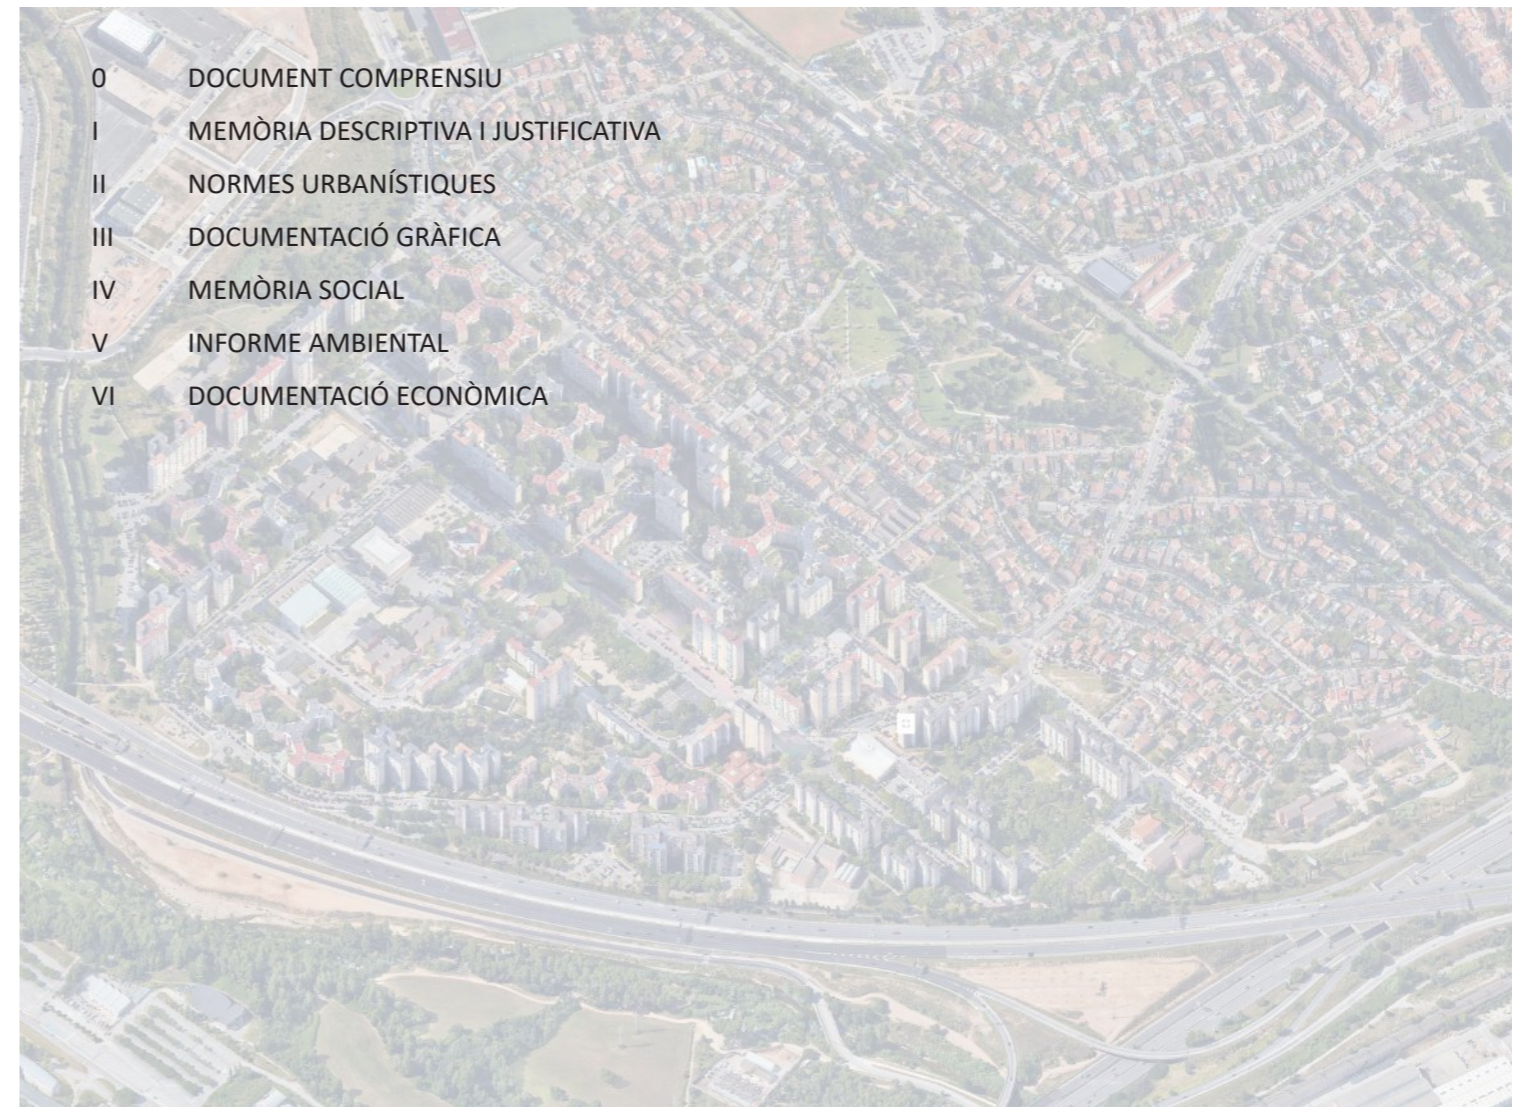 0 DOCUMENT COMPRENSIU
I MEMÒRIA DESCRIPTIVA I JUSTIFICATIVA
II NORMES URBANÍSTIQUES
III DOCUMENTACIÓ GRÀFICA
IV MEMÒRIA SOCIAL
V INFORME AMBIENTAL
VI DOCUMENTACIÓ ECONÒMICA